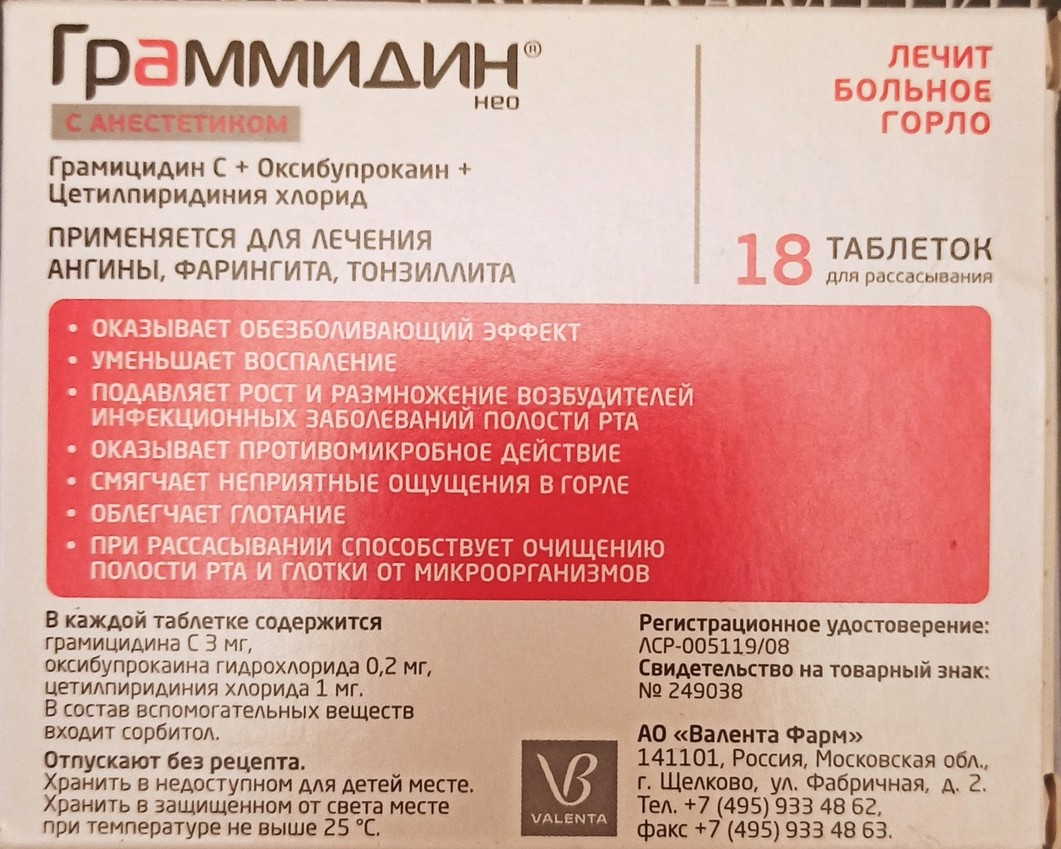 Граммидин®
нео
С АНЕСТЕТИКОМ
Грамицидин С + Оксибупрокаин +
Цетилпиридиния хлорид
ПРИМЕНЯЕТСЯ ДЛЯ ЛЕЧЕНИЯ
АНГИНЫ, ФАРИНГИТА, ТОНЗИЛЛИТА
ЛЕЧИТ
БОЛЬНОЕ
ГОРЛО
18 ТАБЛЕТОК
для рассасывания
• ОКАЗЫВАЕТ ОБЕЗБОЛИВАЮЩИЙ ЭФФЕКТ
• УМЕНЬШАЕТ ВОСПАЛЕНИЕ
• ПОДАВЛЯЕТ РОСТ И РАЗМНОЖЕНИЕ ВОЗБУДИТЕЛЕЙ
ИНФЕКЦИОННЫХ ЗАБОЛЕВАНИЙ ПОЛОСТИ РТА
• ОКАЗЫВАЕТ ПРОТИВОМИКРОБНОЕ ДЕЙСТВИЕ
• СМЯГЧАЕТ НЕПРИЯТНЫЕ ОЩУЩЕНИЯ В ГОРЛЕ
• ОБЛЕГЧАЕТ ГЛОТАНИЕ
• ПРИ РАССАСЫВАНИИ СПОСОБСТВУЕТ ОЧИЩЕНИЮ
ПОЛОСТИ РТА И ГЛОТКИ ОТ МИКРООРГАНИЗМОВ
В каждой таблетке содержится
грамицидина С 3 мг,
оксибупрокаина гидрохлорида 0,2 мг,
цетилпиридиния хлорида 1 мг.
В состав вспомогательных веществ
входит сорбитол.
Отпускают без рецепта.
Хранить в недоступном для детей месте.
Хранить в защищенном от света месте
при температуре не выше 25 °С.
VALENTA
Регистрационное удостоверение:
ЛСР-005119/08
Свидетельство на товарный знак:
№ 249038
АО «Валента Фарм»
141101, Россия, Московская обл.,
г. Щелково, ул. Фабричная, д. 2.
Тел. +7 (495) 933 48 62,
факс +7 (495) 933 48 63.